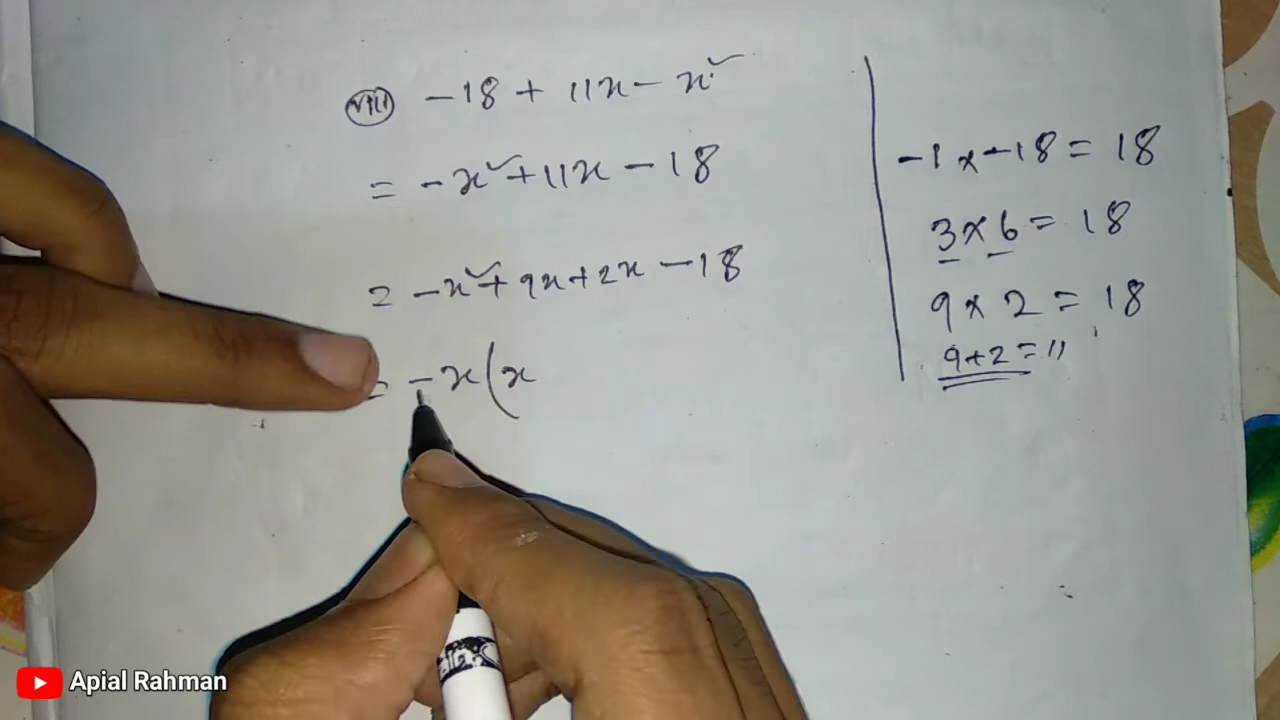 (viii) -18 + 11x - x²
= -x² + 11x - 18
= -x² + 9x + 2x - 18
= -x(x
-1 x -18 = 18
3 x 6 = 18
9 x 2 = 18
9+2 = 11
Apial Rahman